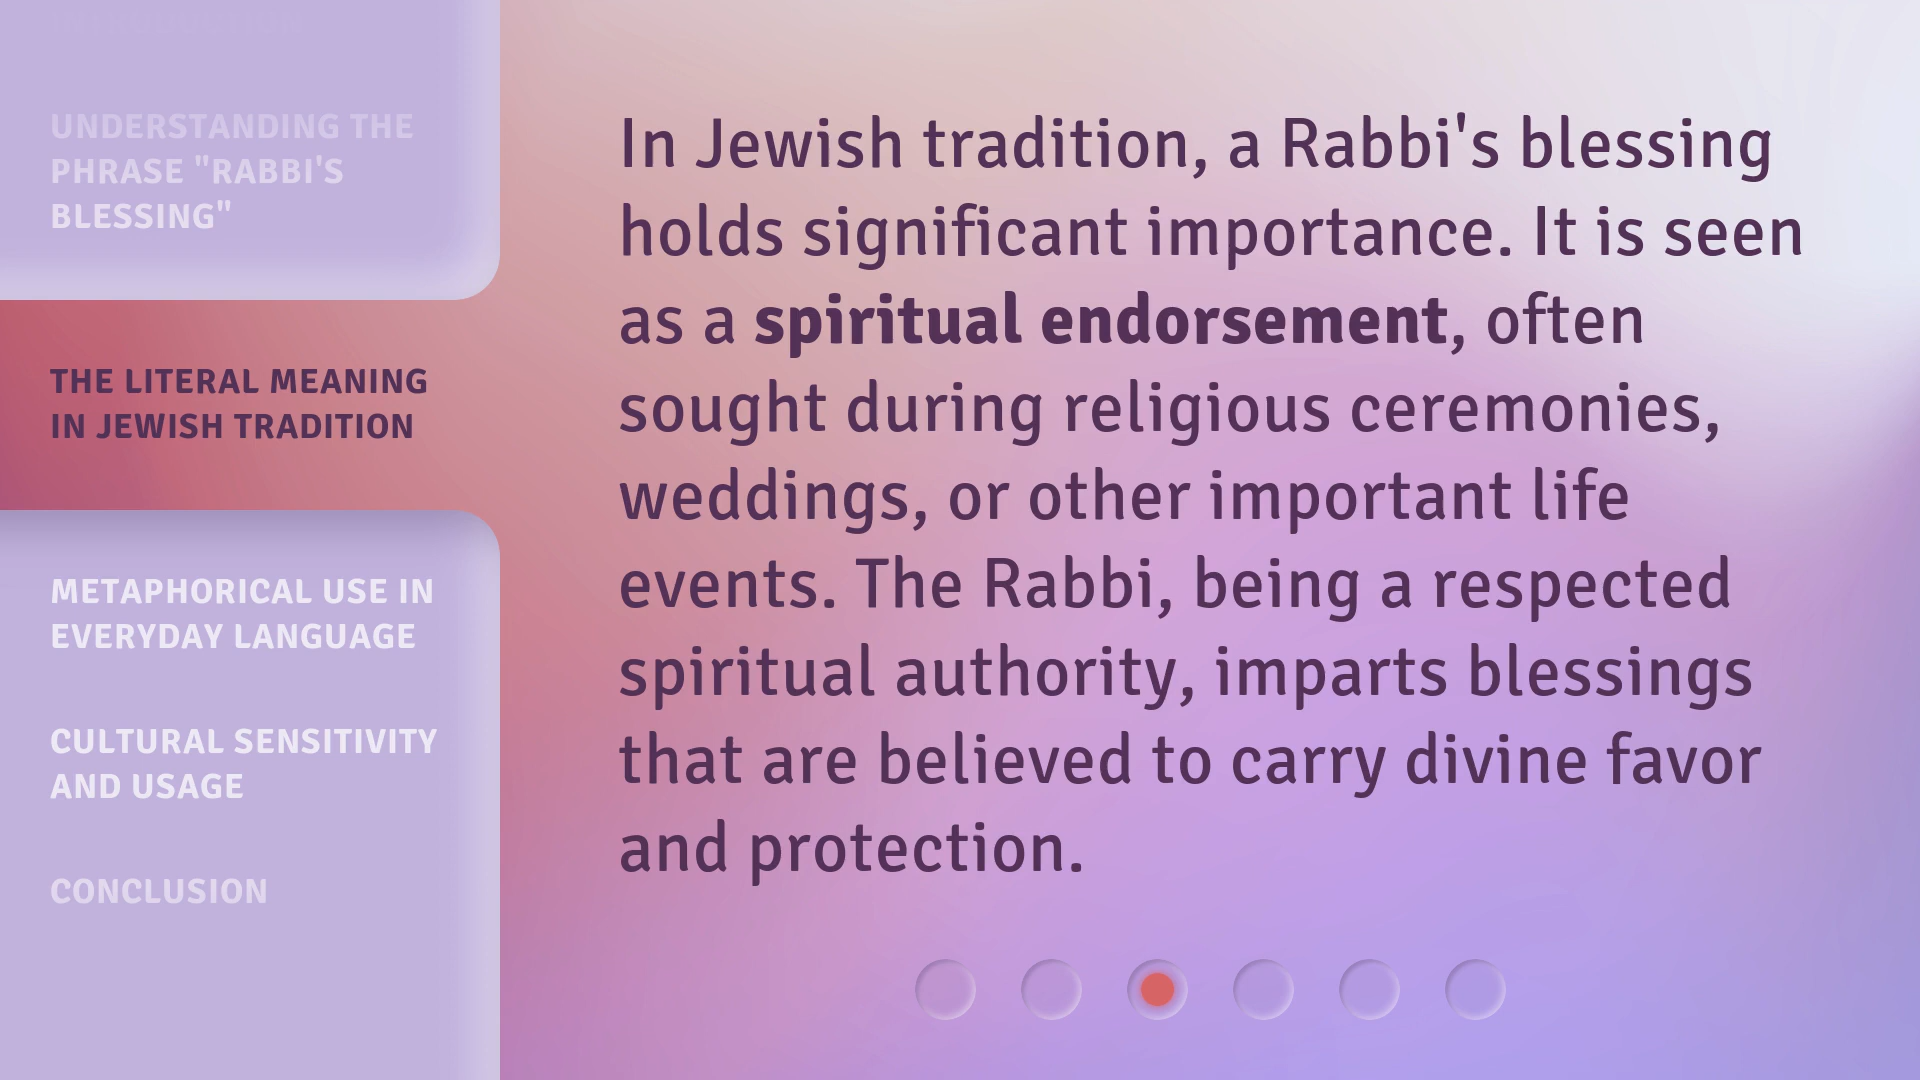 INTRODUCTION
UNDERSTANDING THE
PHRASE "RABBI'S
BLESSING"
THE LITERAL MEANING
IN JEWISH TRADITION
METAPHORICAL USE IN
EVERYDAY LANGUAGE
CULTURAL SENSITIVITY
AND USAGE
CONCLUSION
In Jewish tradition, a Rabbi's blessing
holds significant importance. It is seen
as a spiritual endorsement, often
sought during religious ceremonies,
weddings, or other important life
events. The Rabbi, being a respected
spiritual authority, imparts blessings
that are believed to carry divine favor
and protection.